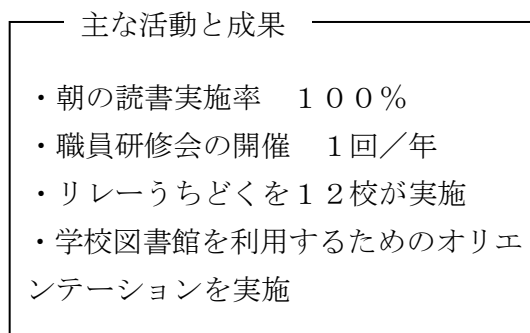 主な活動と成果
・朝の読書実施率　１００％
・職員研修会の開催　１回／年
・リレーうちどくを１２校が実施
・学校図書館を利用するためのオリエ
ンテーションを実施